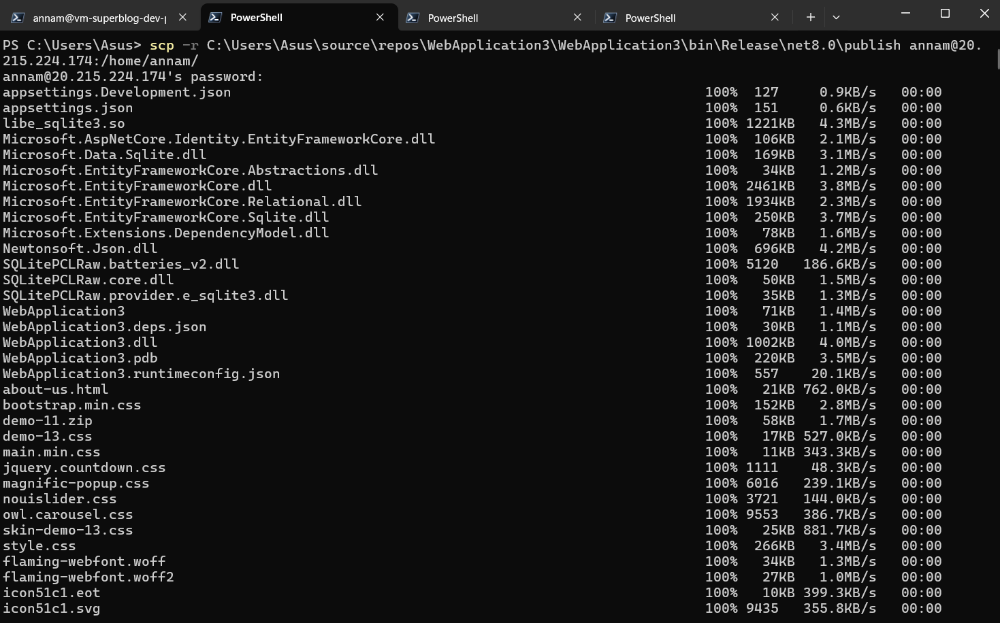 annam@vm-superblog-dev-p
PowerShell
PowerShell
PowerShell
PS C:\Users\Asus> scp -r C:\Users\Asus\source\repos\WebApplication3\WebApplication3\bin\Release\net8.0\publish annam@20.
215.224.174:/home/annam/
annam@20.215.224.174's password:
appsettings.Development.json 100% 127 0.9KB/s 00:00
appsettings.json 100% 151 0.6KB/s 00:00
libe_sqlite3.so 100% 1221KB 4.3MB/s 00:00
Microsoft.AspNetCore.Identity.EntityFrameworkCore.dll 100% 106KB 2.1MB/s 00:00
Microsoft.Data.Sqlite.dll 100% 169KB 3.1MB/s 00:00
Microsoft.EntityFrameworkCore.Abstractions.dll 100% 34KB 1.2MB/s 00:00
Microsoft.EntityFrameworkCore.dll 100% 2461KB 3.8MB/s 00:00
Microsoft.EntityFrameworkCore.Relational.dll 100% 1934KB 2.3MB/s 00:00
Microsoft.EntityFrameworkCore.Sqlite.dll 100% 250KB 3.7MB/s 00:00
Microsoft.Extensions.DependencyModel.dll 100% 78KB 1.6MB/s 00:00
Newtonsoft.Json.dll 100% 696KB 4.2MB/s 00:00
SQLitePCLRaw.batteries_v2.dll 100% 5120 186.6KB/s 00:00
SQLitePCLRaw.core.dll 100% 50KB 1.5MB/s 00:00
SQLitePCLRaw.provider.e_sqlite3.dll 100% 35KB 1.3MB/s 00:00
WebApplication3 100% 71KB 1.4MB/s 00:00
WebApplication3.deps.json 100% 30KB 1.1MB/s 00:00
WebApplication3.dll 100% 1002KB 4.0MB/s 00:00
WebApplication3.pdb 100% 220KB 3.5MB/s 00:00
WebApplication3.runtimeconfig.json 100% 557 20.1KB/s 00:00
about-us.html 100% 21KB 762.0KB/s 00:00
bootstrap.min.css 100% 152KB 2.8MB/s 00:00
demo-11.zip 100% 58KB 1.7MB/s 00:00
demo-13.css 100% 17KB 527.0KB/s 00:00
main.min.css 100% 11KB 343.3KB/s 00:00
jquery.countdown.css 100% 1111 48.3KB/s 00:00
magnific-popup.css 100% 6016 239.1KB/s 00:00
nouislider.css 100% 3721 144.0KB/s 00:00
owl.carousel.css 100% 9553 386.7KB/s 00:00
skin-demo-13.css 100% 25KB 881.7KB/s 00:00
style.css 100% 266KB 3.4MB/s 00:00
flaming-webfont.woff 100% 34KB 1.3MB/s 00:00
flaming-webfont.woff2 100% 27KB 1.0MB/s 00:00
icon51c1.eot 100% 10KB 399.3KB/s 00:00
icon51c1.svg 100% 9435 355.8KB/s 00:00